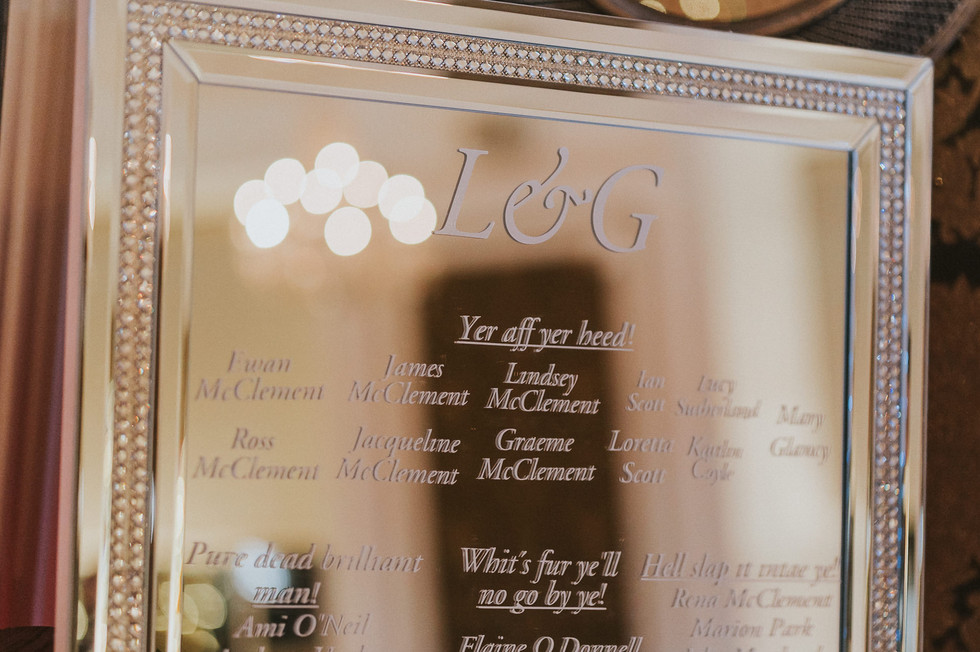 L&G
Yer aff yer heed!
Ewan McClement
James McClement
Lindsey McClement
Ian Scott
Lucy Sutherland
Mary Glancy
Ross McClement
Jacqueline McClement
Graeme McClement
Loretta Scott
Karlne Coyle
Pure dead brilliant
man!
Ami O'Neil
Whit's fur ye'll
no go by ye!
Elaine O'Donnell
Hell slap it intae ye!
Rena McClement
Marion Park